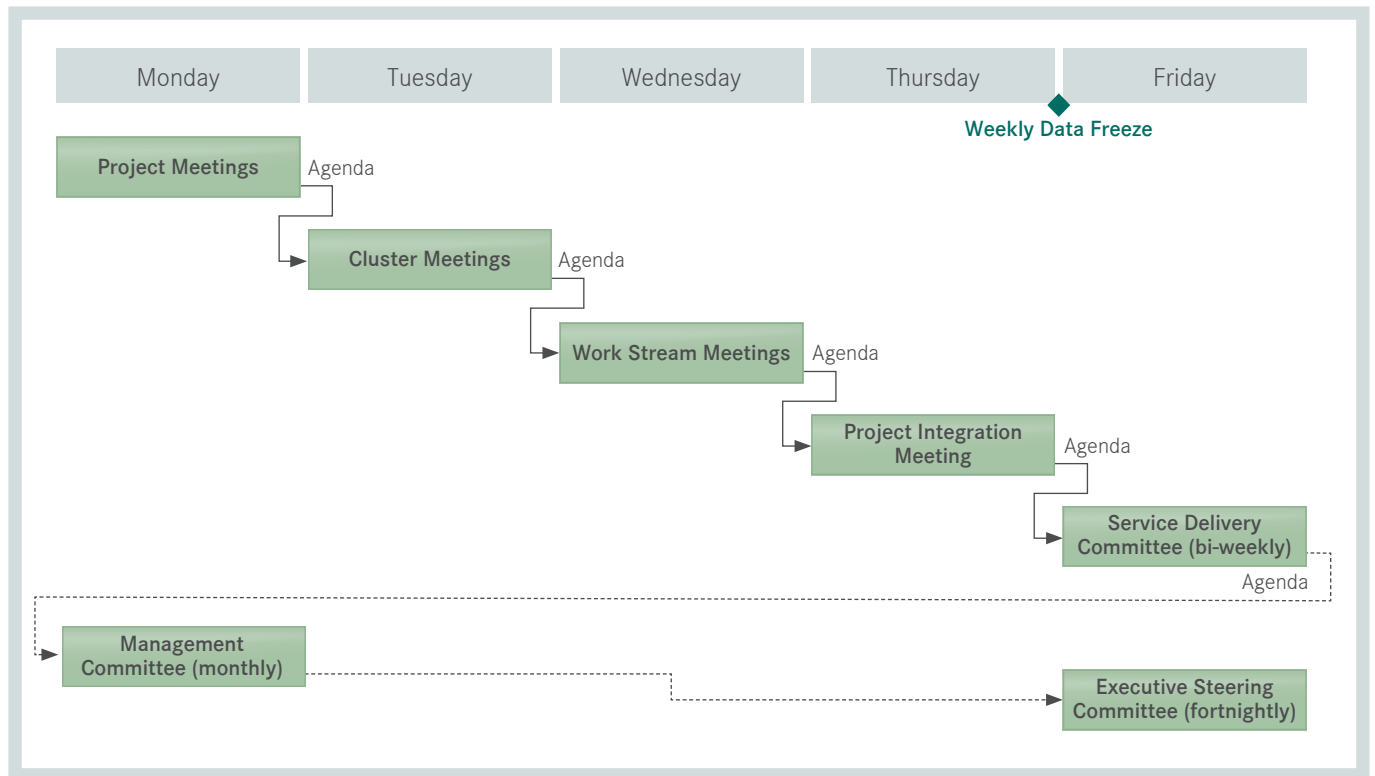 Monday
Tuesday
Wednesday
Thursday
Friday
Weekly Data Freeze
Project Meetings
Agenda
Cluster Meetings
Agenda
Work Stream Meetings
Agenda
Project Integration
Meeting
Agenda
Service Delivery
Committee (bi-weekly)
Agenda
Management
Committee (monthly)
Executive Steering
Committee (fortnightly)